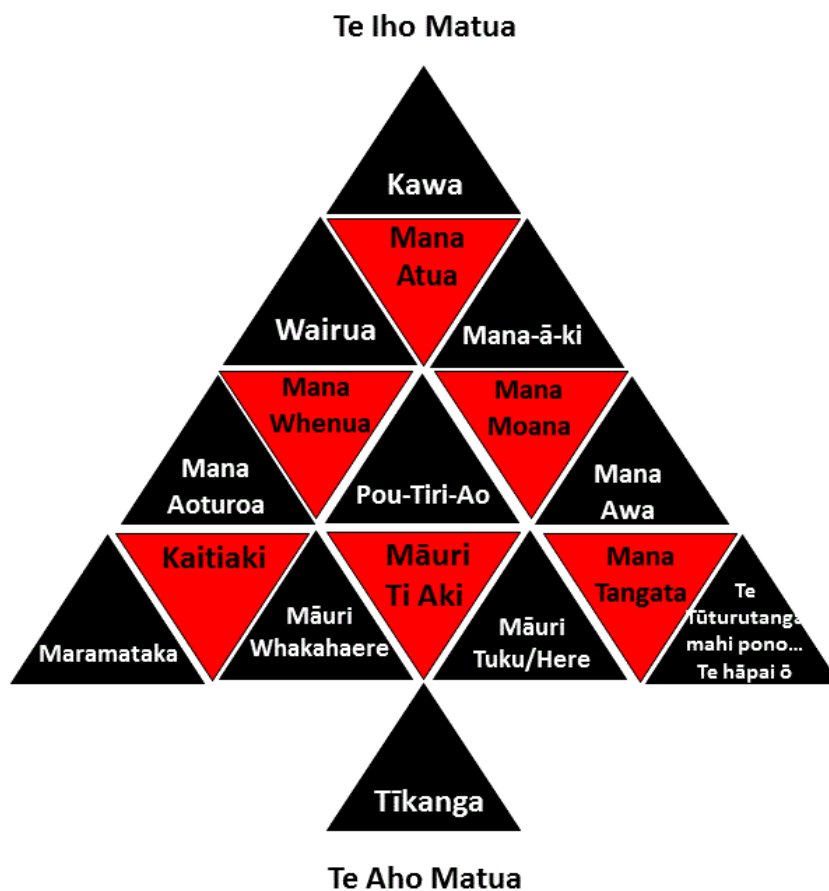 Te Iho Matua
Kawa
Mana
Atua
Wairua
Mana-ā-ki
Mana
Whenua
Mana
Moana
Mana
Aoturoa
Pou-Tiri-Ao
Mana
Awa
Kaitiaki
Māuri
Ti Aki
Mana
Tangata
Maramataka
Māuri
Whakahaere
Māuri
Tuku/Here
Te
Tūturutanga
mahi pono...
Te hāpai ō
Tīkanga
Te Aho Matua